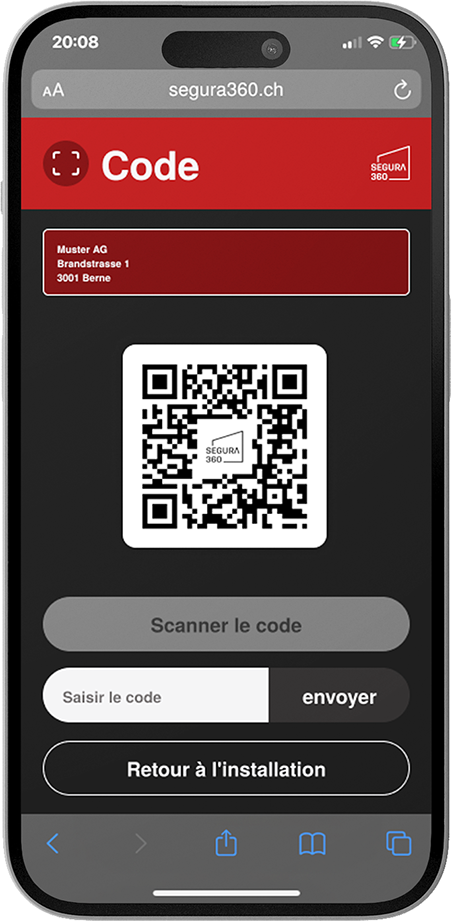 20:08
AA
segura360.ch
Code
SEGURA
360
Muster AG
Brandstrasse 1
3001 Berne
SEGURA
360
Scanner le code
Saisir le code
envoyer
Retour à l'installation